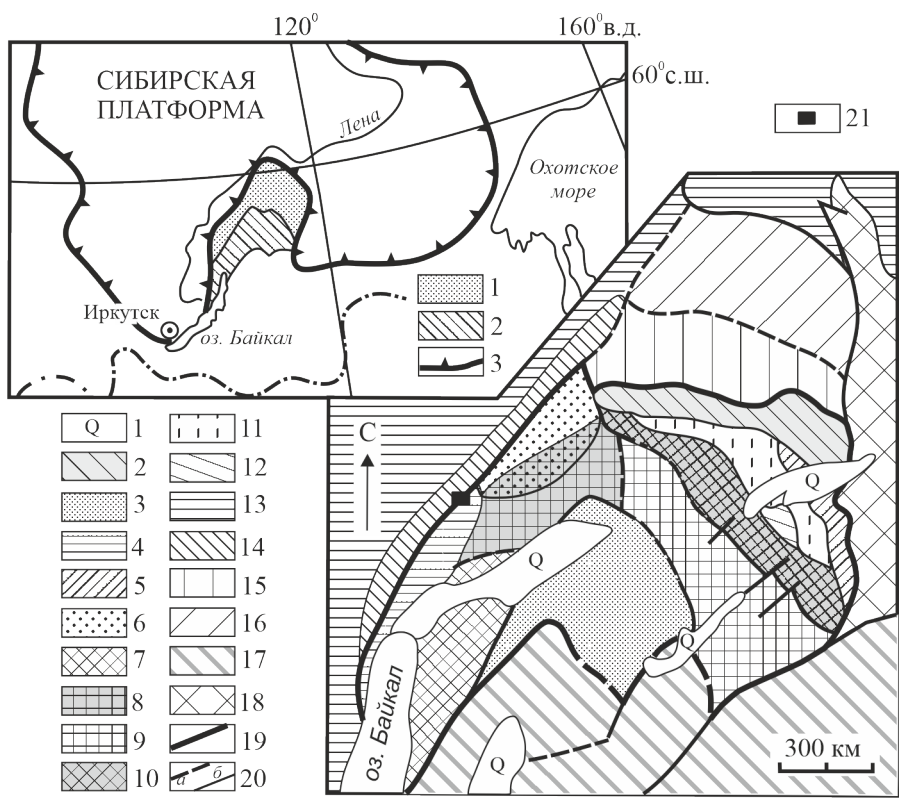 120⁰
160⁰в.д.
60⁰с.ш.
СИБИРСКАЯ
ПЛАТФОРМА
Лена
Охотское
море
Иркутск
оз. Байкал
1
2
3
21
Q 1
2
3
4
5
6
7
8
9
10
11
12
13
14
15
16
17
18
19
а б 20
С
Q
Q
Q
Q
оз. Байкал
300 км